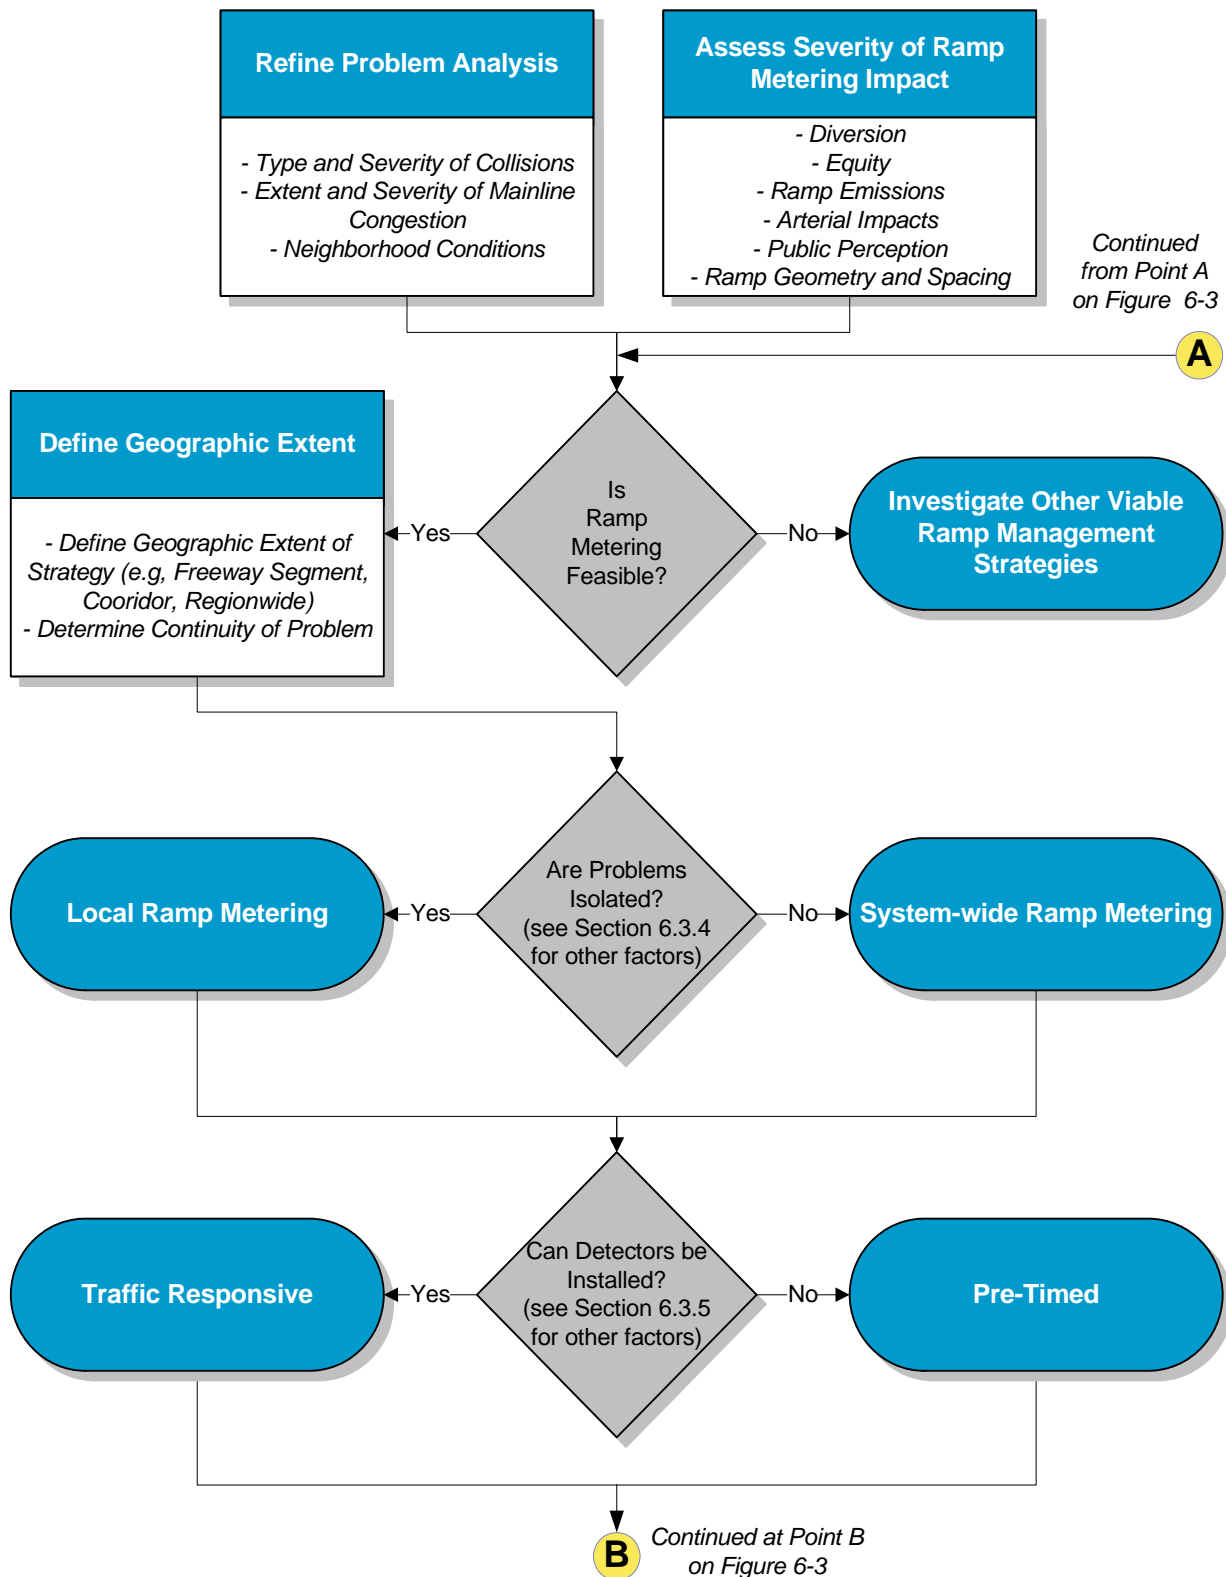 Refine Problem Analysis
- Type and Severity of Collisions
- Extent and Severity of Mainline
Congestion
- Neighborhood Conditions
Assess Severity of Ramp
Metering Impact
- Diversion
- Equity
- Ramp Emissions
- Arterial Impacts
- Public Perception
- Ramp Geometry and Spacing
Continued
from Point A
on Figure 6-3
A
Define Geographic Extent
- Define Geographic Extent of
Strategy (e.g, Freeway Segment,
Cooridor, Regionwide)
- Determine Continuity of Problem
Yes
Is
Ramp
Metering
Feasible?
No
Investigate Other Viable
Ramp Management
Strategies
Local Ramp Metering
Yes
Are Problems
Isolated?
(see Section 6.3.4
for other factors)
No
System-wide Ramp Metering
Traffic Responsive
Yes
Can Detectors be
Installed?
(see Section 6.3.5
for other factors)
No
Pre-Timed
B
Continued at Point B
on Figure 6-3